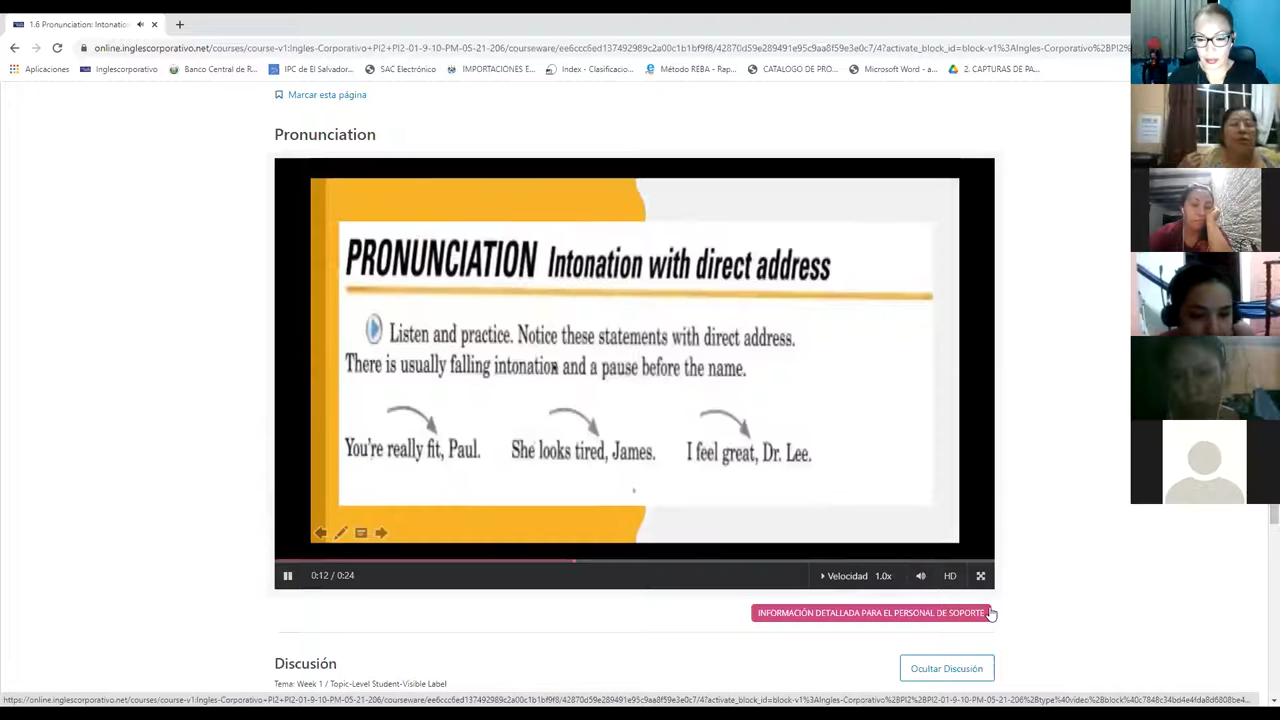 1.6 Pronunciation: Intonatio
online.inglescorporativo.net/courses/course-v1:Ingles-Corporativo+PI2+PI2-01-9-10-PM-05-21-206/courseware/
Aplicaciones Inglescorporativo Banco Central de R... IPC de El Salvador... SAC Electrónico IMPORTACIONES E... Index - Clasificacio... Método REBA - Rap... CATALOGO DE PRO... Microsoft Word - a... 2. CAPTURAS DE PA...
Marcar esta página
Pronunciation
PRONUNCIATION Intonation with direct address
Listen and practice. Notice these statements with direct address.
There is usually falling intonation and a pause before the name.
You're really fit, Paul. She looks tired, James. I feel great, Dr. Lee.
0:12 / 0:24 Velocidad 1.0x HD
INFORMACIÓN DETALLADA PARA EL PERSONAL DE SOPORTE
Discusión Ocultar Discusión
Tema: Week 1 / Topic-Level Student-Visible Label